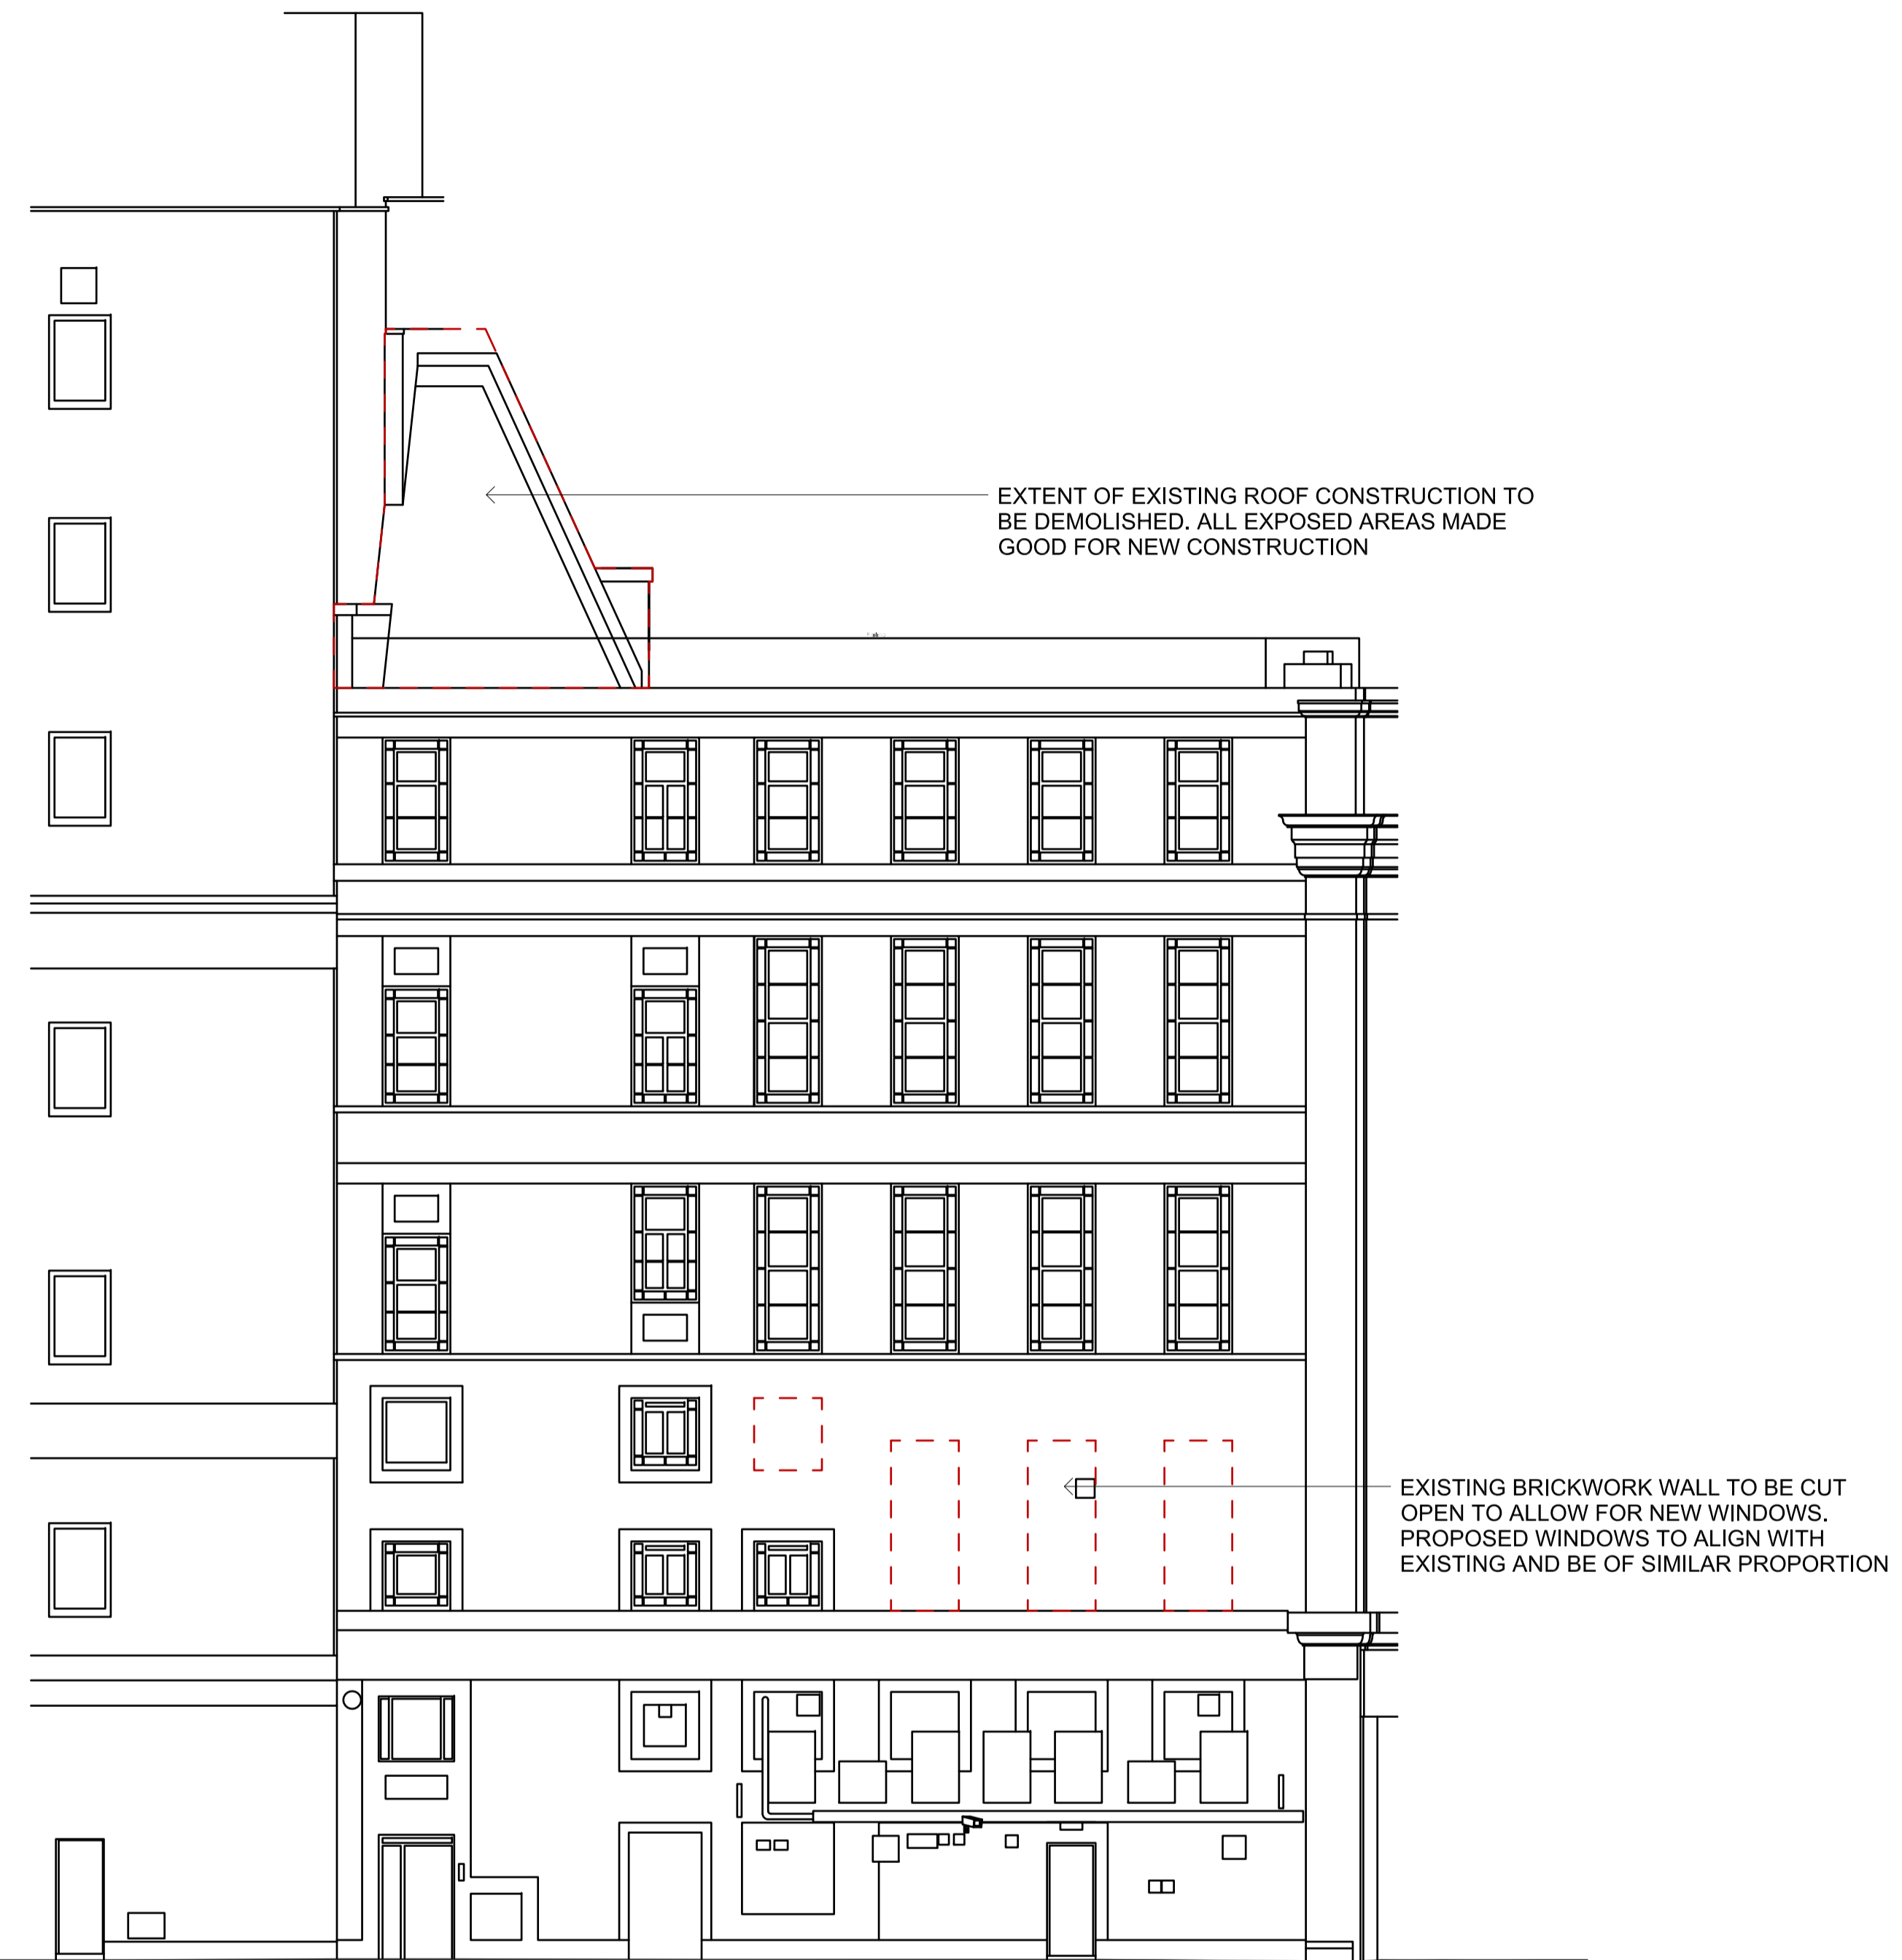 EXTENT OF EXISTING ROOF CONSTRUCTION TO
BE DEMOLISHED. ALL EXPOSED AREAS MADE
GOOD FOR NEW CONSTRUCTION
EXISTING BRICKWORK WALL TO BE CUT
OPEN TO ALLOW FOR NEW WINDOWS.
PROPOSED WINDOWS TO ALIGN WITH
EXISTING AND BE OF SIMILAR PROPORTION